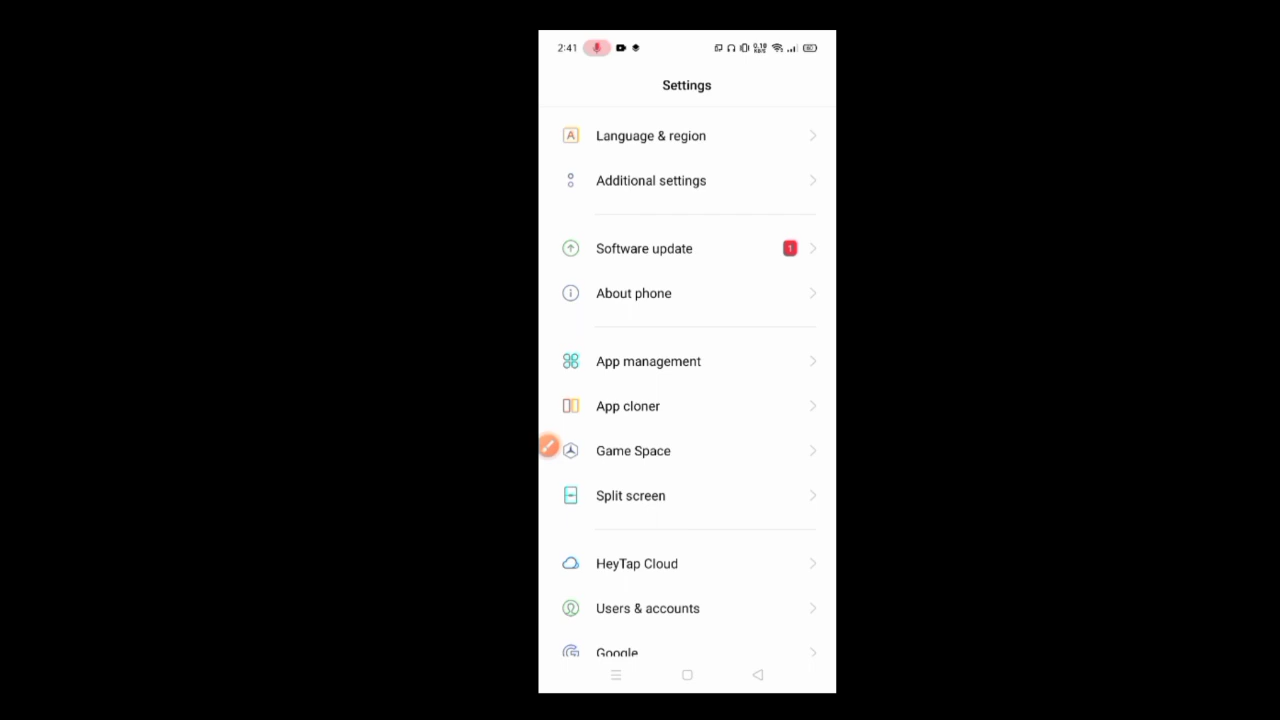 2:41
Settings
Language & region
Additional settings
Software update 1
About phone
App management
App cloner
Game Space
Split screen
HeyTap Cloud
Users & accounts
Google